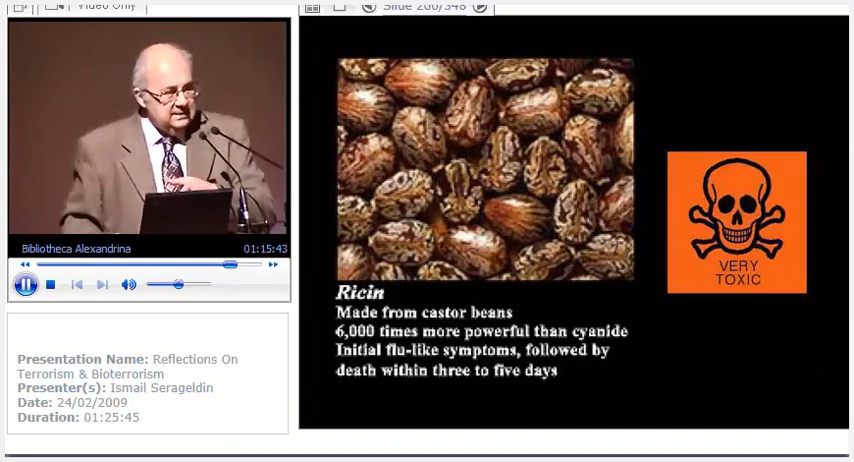 Video Only
Slide 260/348
Bibliotheca Alexandrina
01:15:43
Presentation Name: Reflections On
Terrorism & Bioterrorism
Presenter(s): Ismail Serageldin
Date: 24/02/2009
Duration: 01:25:45
VERY
TOXIC
Ricin
Made from castor beans
6,000 times more powerful than cyanide
Initial flu-like symptoms, followed by
death within three to five days